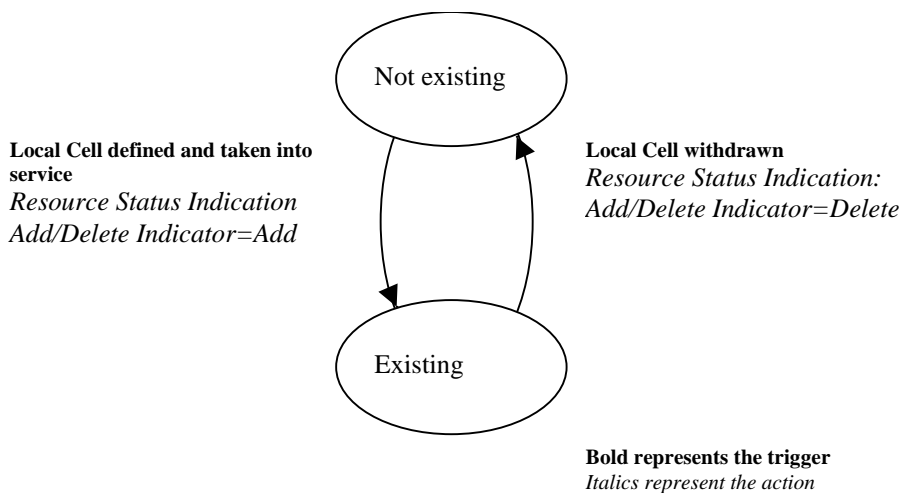 Not existing
Local Cell defined and taken into
service
Resource Status Indication
Add/Delete Indicator=Add
Local Cell withdrawn
Resource Status Indication:
Add/Delete Indicator=Delete
Existing
Bold represents the trigger
Italics represent the action